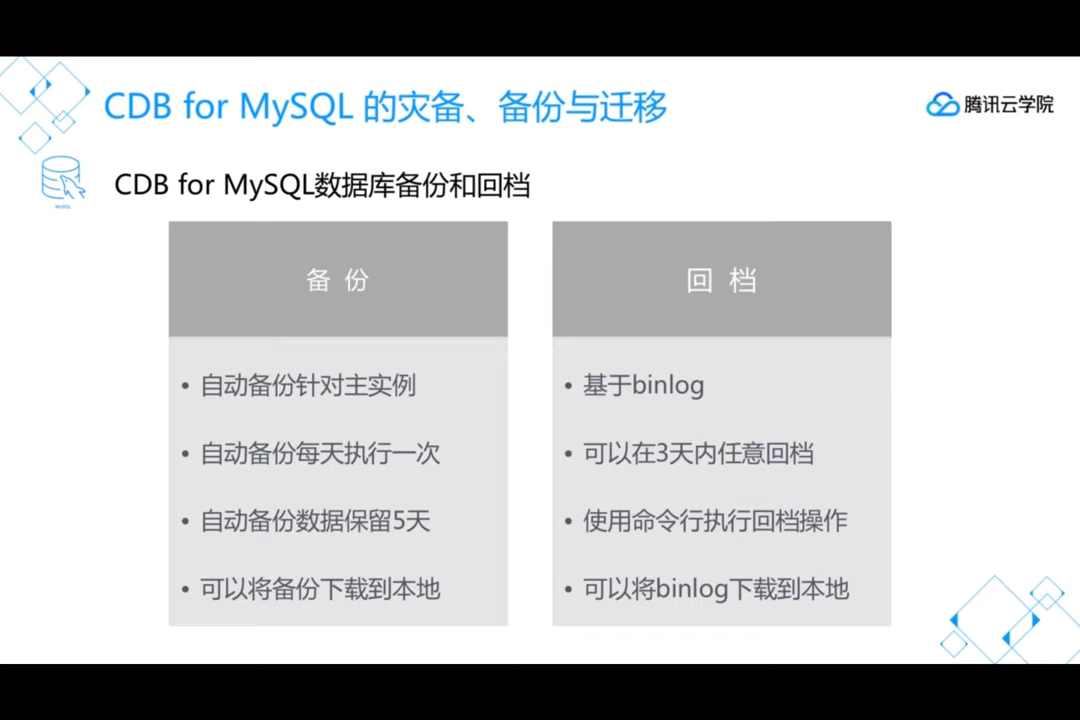 CDB for MySQL 的灾备、备份与迁移
腾讯云学院
MySQL
CDB for MySQL数据库备份和回档
备 份
• 自动备份针对主实例
• 自动备份每天执行一次
• 自动备份数据保留5天
• 可以将备份下载到本地
回 档
• 基于binlog
• 可以在3天内任意回档
• 使用命令行执行回档操作
• 可以将binlog下载到本地